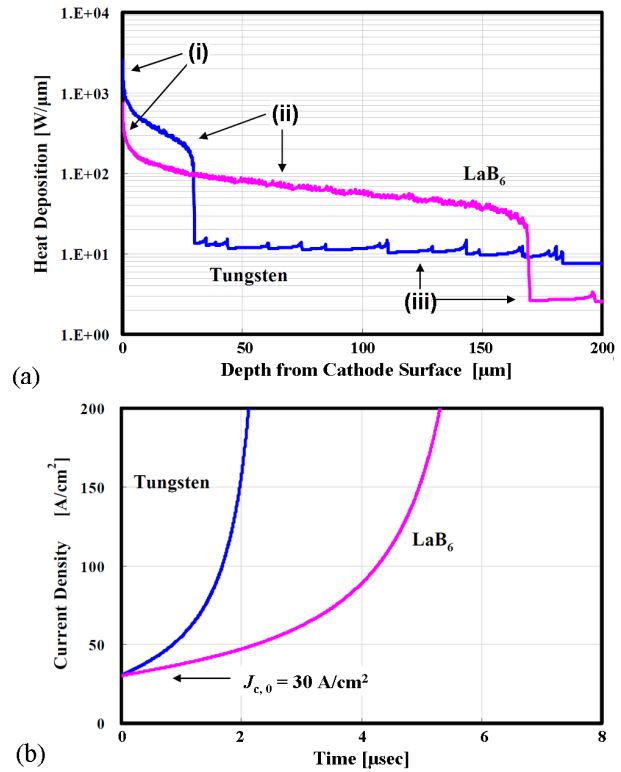 1.E+04
(i)
1.E+03
(ii)
1.E+02
LaB6
1.E+01
Tungsten
(iii)
1.E+00
Heat Deposition [W/μm]
0 50 100 150 200
Depth from Cathode Surface [μm]
(a)
200
Tungsten
150
LaB6
100
50
Jc, 0 = 30 A/cm2
0
Current Density [A/cm2]
0 2 4 6 8
Time [μsec]
(b)